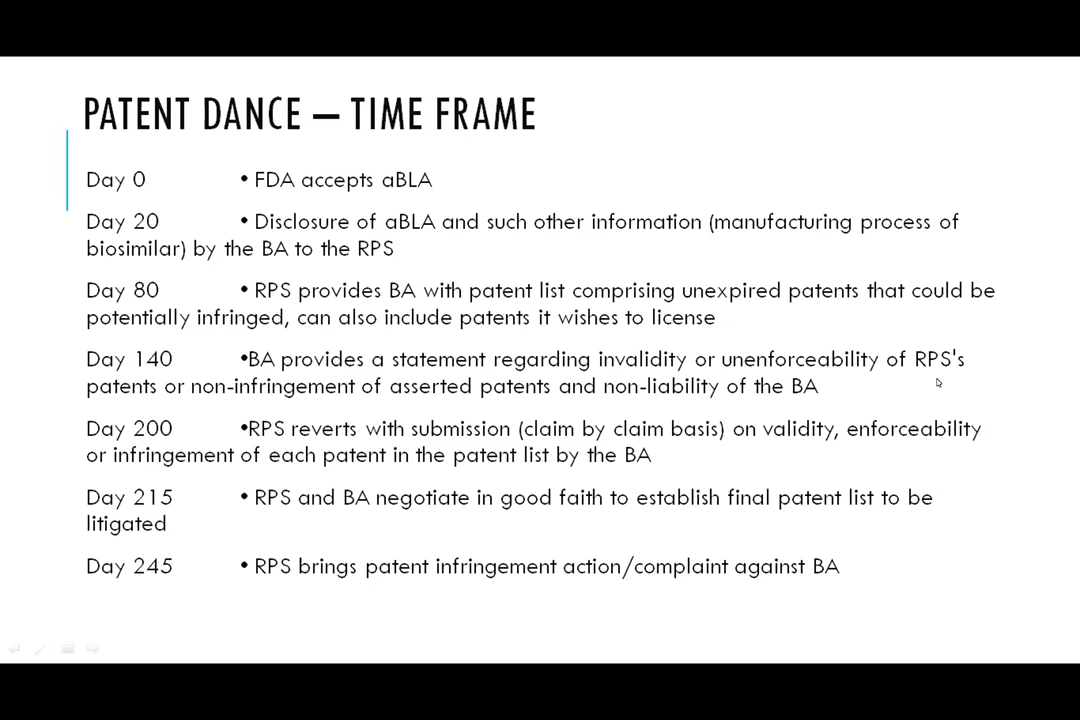 PATENT DANCE – TIME FRAME
Day 0 • FDA accepts aBLA
Day 20 • Disclosure of aBLA and such other information (manufacturing process of
biosimilar) by the BA to the RPS
Day 80 • RPS provides BA with patent list comprising unexpired patents that could be
potentially infringed, can also include patents it wishes to license
Day 140 •BA provides a statement regarding invalidity or unenforceability of RPS's
patents or non-infringement of asserted patents and non-liability of the BA
Day 200 •RPS reverts with submission (claim by claim basis) on validity, enforceability
or infringement of each patent in the patent list by the BA
Day 215 • RPS and BA negotiate in good faith to establish final patent list to be
litigated
Day 245 • RPS brings patent infringement action/complaint against BA